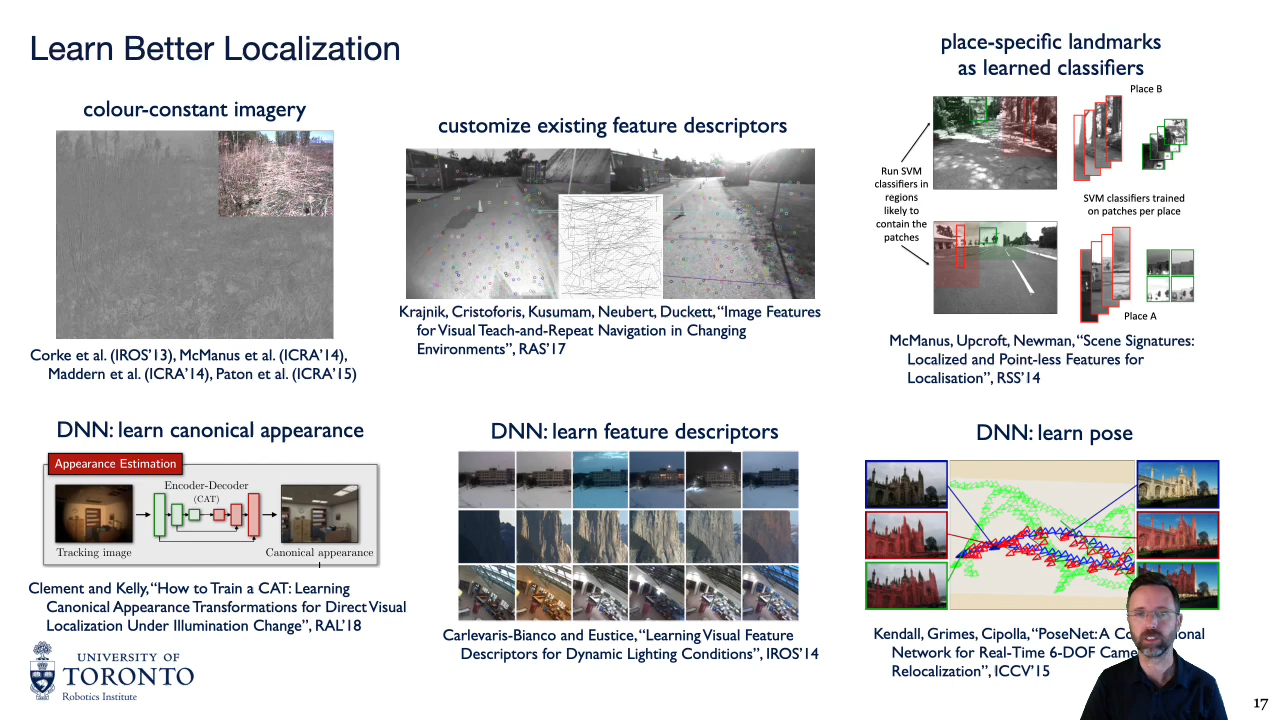 Learn Better Localization
colour-constant imagery
Corke et al. (IROS’13), McManus et al. (ICRA’14),
Maddern et al. (ICRA’14), Paton et al. (ICRA’15)
customize existing feature descriptors
Krajnik, Cristoforis, Kusumam, Neubert, Duckett, “Image Features
for Visual Teach-and-Repeat Navigation in Changing
Environments”, RAS’17
place-specific landmarks
as learned classifiers
Place B
Run SVM
classifiers in
regions
likely to
contain the
patches
SVM classifiers trained
on patches per place
Place A
McManus, Upcroft, Newman, “Scene Signatures:
Localized and Point-less Features for
Localisation”, RSS’14
DNN: learn canonical appearance
Appearance Estimation
Encoder-Decoder
(CAT)
Tracking image
Canonical appearance
Clement and Kelly, “How to Train a CAT: Learning
Canonical Appearance Transformations for Direct Visual
Localization Under Illumination Change”, RAL’18
DNN: learn feature descriptors
Carlevaris-Bianco and Eustice, “Learning Visual Feature
Descriptors for Dynamic Lighting Conditions”, IROS’14
DNN: learn pose
Kendall, Grimes, Cipolla, “PoseNet: A
Network for Real-Time 6-DOF
Relocalization”, ICCV’15
UNIVERSITY OF
TORONTO
Robotics Institute
17